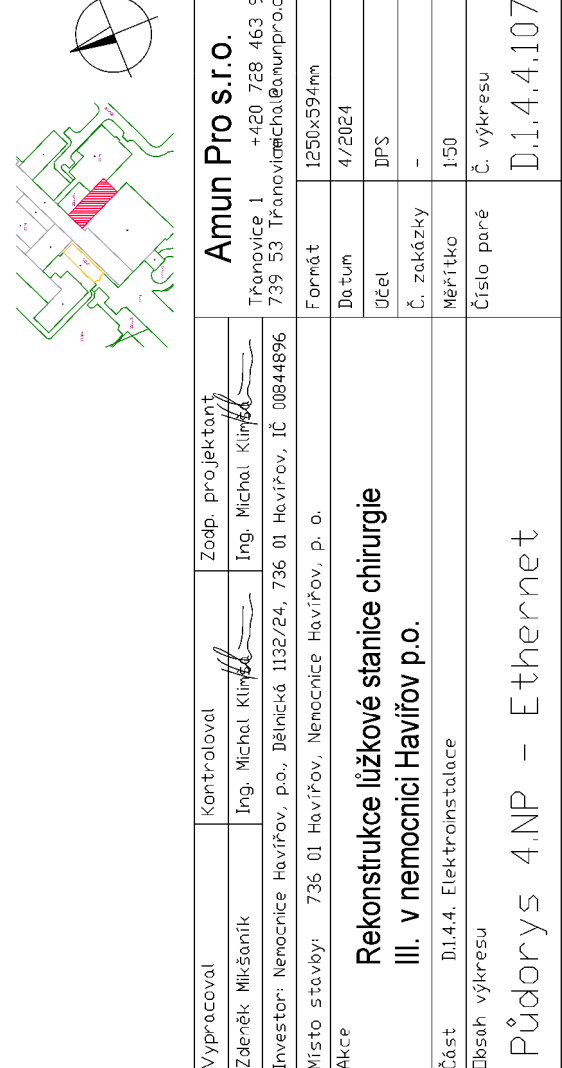 Vypracoval Kontroloval Zodp. projektant Amun Pro s.r.o.
Zdeněk Mikšaník Ing. Michal Klimša Ing. Michal Klimša
Třanovice 1 +420 728 463
739 53 Třanovice
Investor: Nemocnice Havířov, p.o., Dělnická 1132/24, 736 01 Havířov, IČ 00844896
Místo stavby: 736 01 Havířov, Nemocnice Havířov, p. o.
Formát 1250x594mm
Akce
Rekonstrukce lůžkové stanice chirurgie
III. v nemocnici Havířov p.o.
Datum 4/2024
Účel DPS
Č. zakázky -
Část D.1.4.4. Elektroinstalace
Měřítko 1:50
Obsah výkresu
Půdorys 4.NP - Ethernet
Číslo paré Č. výkresu
D.1.4.4.107